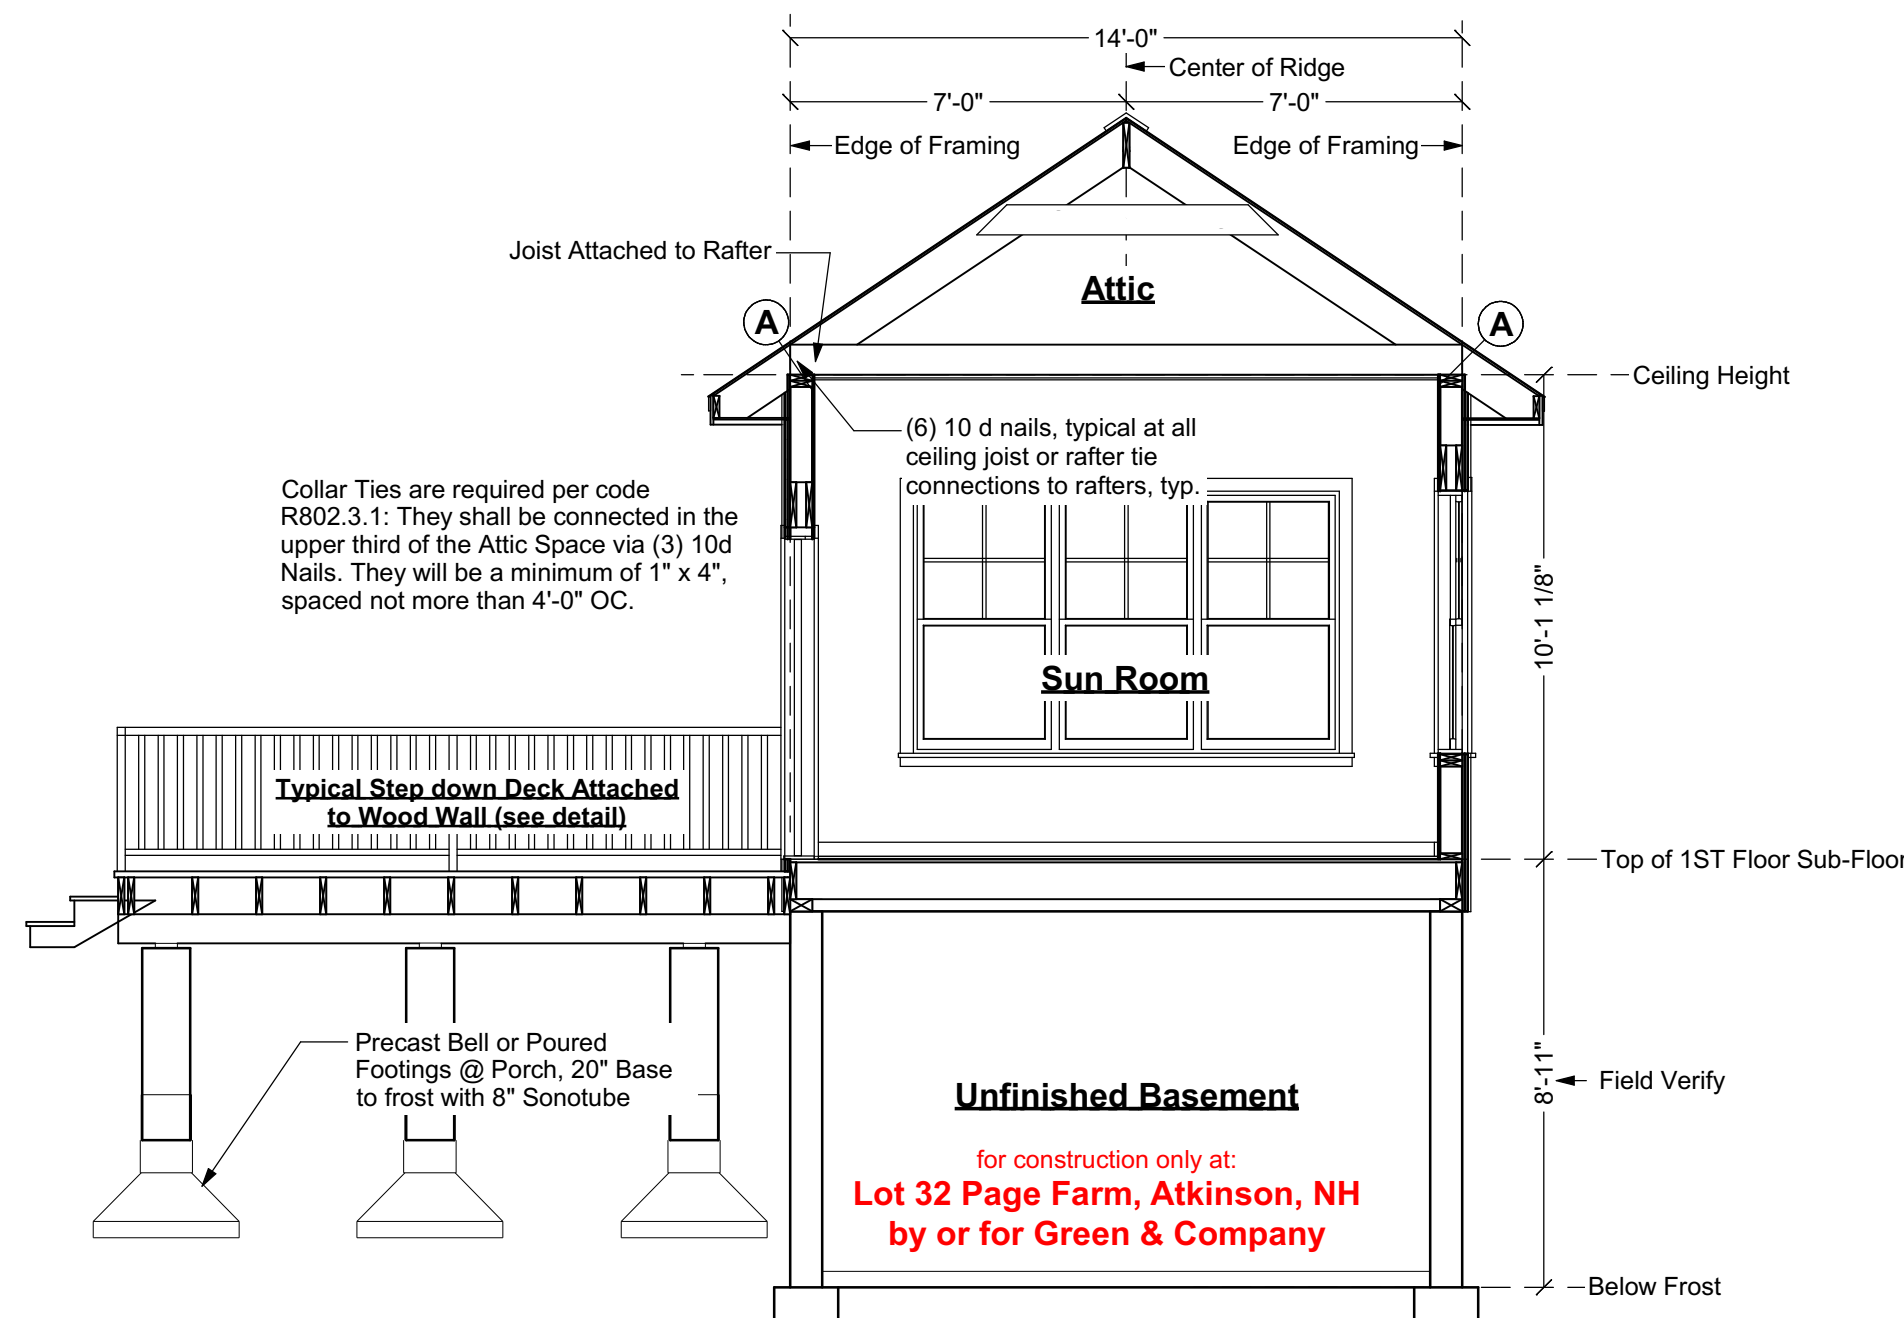 14'-0"
Center of Ridge
7'-0"
7'-0"
Edge of Framing
Edge of Framing
Joist Attached to Rafter
Attic
A
A
Ceiling Height
(6) 10 d nails, typical at all
ceiling joist or rafter tie
connections to rafters, typ.
Collar Ties are required per code
R802.3.1: They shall be connected in the
upper third of the Attic Space via (3) 10d
Nails. They will be a minimum of 1" x 4",
spaced not more than 4'-0" OC.
10'-1 1/8"
Sun Room
Typical Step down Deck Attached
to Wood Wall (see detail)
Top of 1ST Floor Sub-Floor
Precast Bell or Poured
Footings @ Porch, 20" Base
to frost with 8" Sonotube
8'-11"
Field Verify
Unfinished Basement
for construction only at:
Lot 32 Page Farm, Atkinson, NH
by or for Green & Company
Below Frost